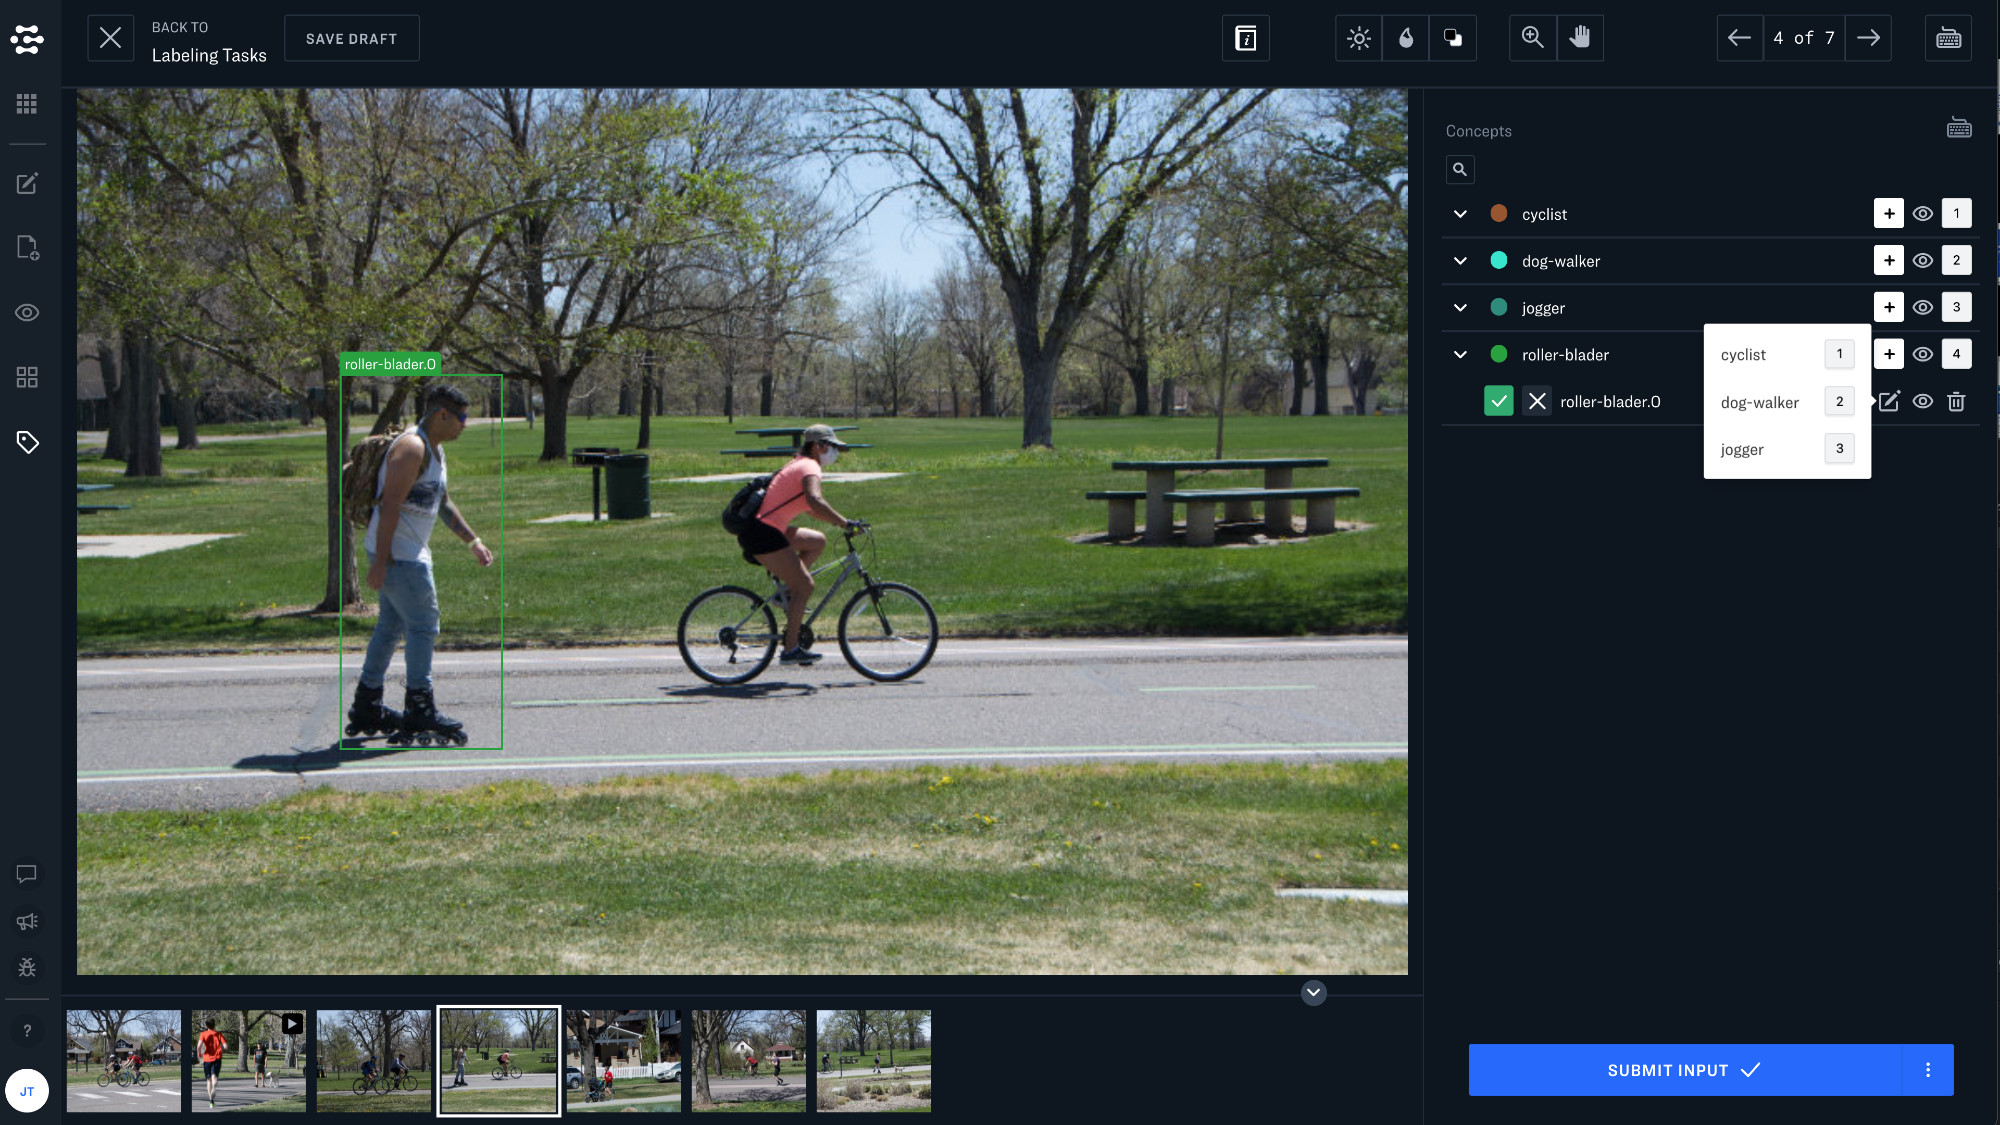 BACK TO
Labeling Tasks
SAVE DRAFT
i
4 of 7
Concepts
cyclist
+
1
dog-walker
+
2
jogger
+
3
roller-blader
+
4
roller-blader.0
cyclist
1
dog-walker
2
jogger
3
roller-blader.0
?
JT
SUBMIT INPUT